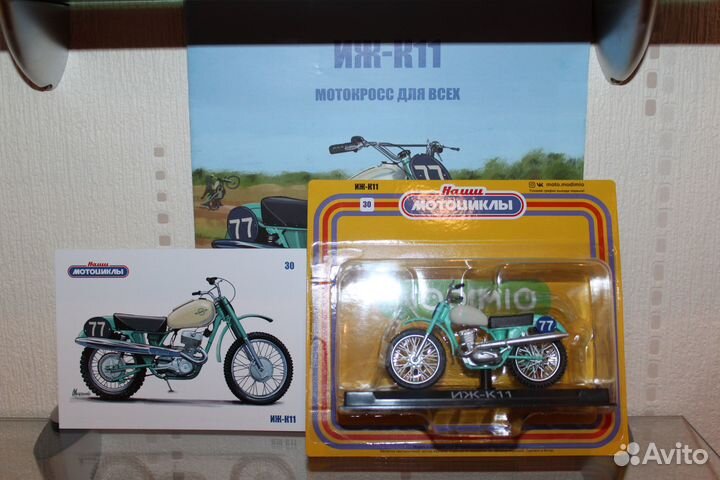 ИЖ-К11
МОТОКРОСС ДЛЯ ВСЕХ
77
ИЖ-К11
30
Наши
МОТОЦИКЛЫ
moto.modimio
Наши
МОТОЦИКЛЫ
30
77
ИЖ-К11
modimio
77
ИЖ-К11
Avito